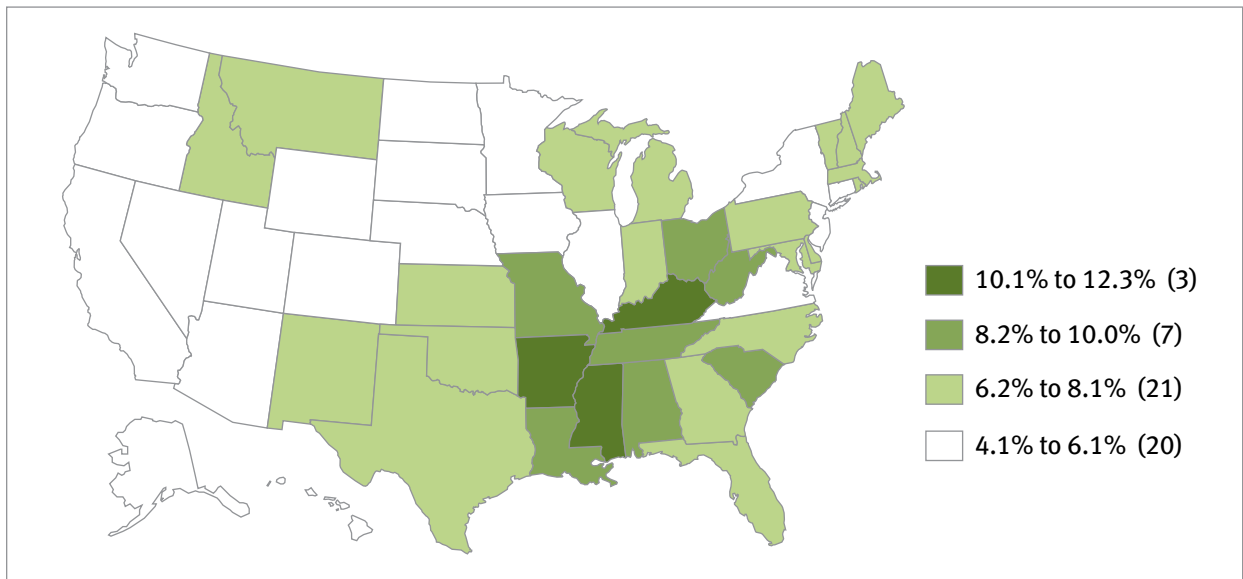 10.1% to 12.3% (3)
8.2% to 10.0% (7)
6.2% to 8.1% (21)
4.1% to 6.1% (20)